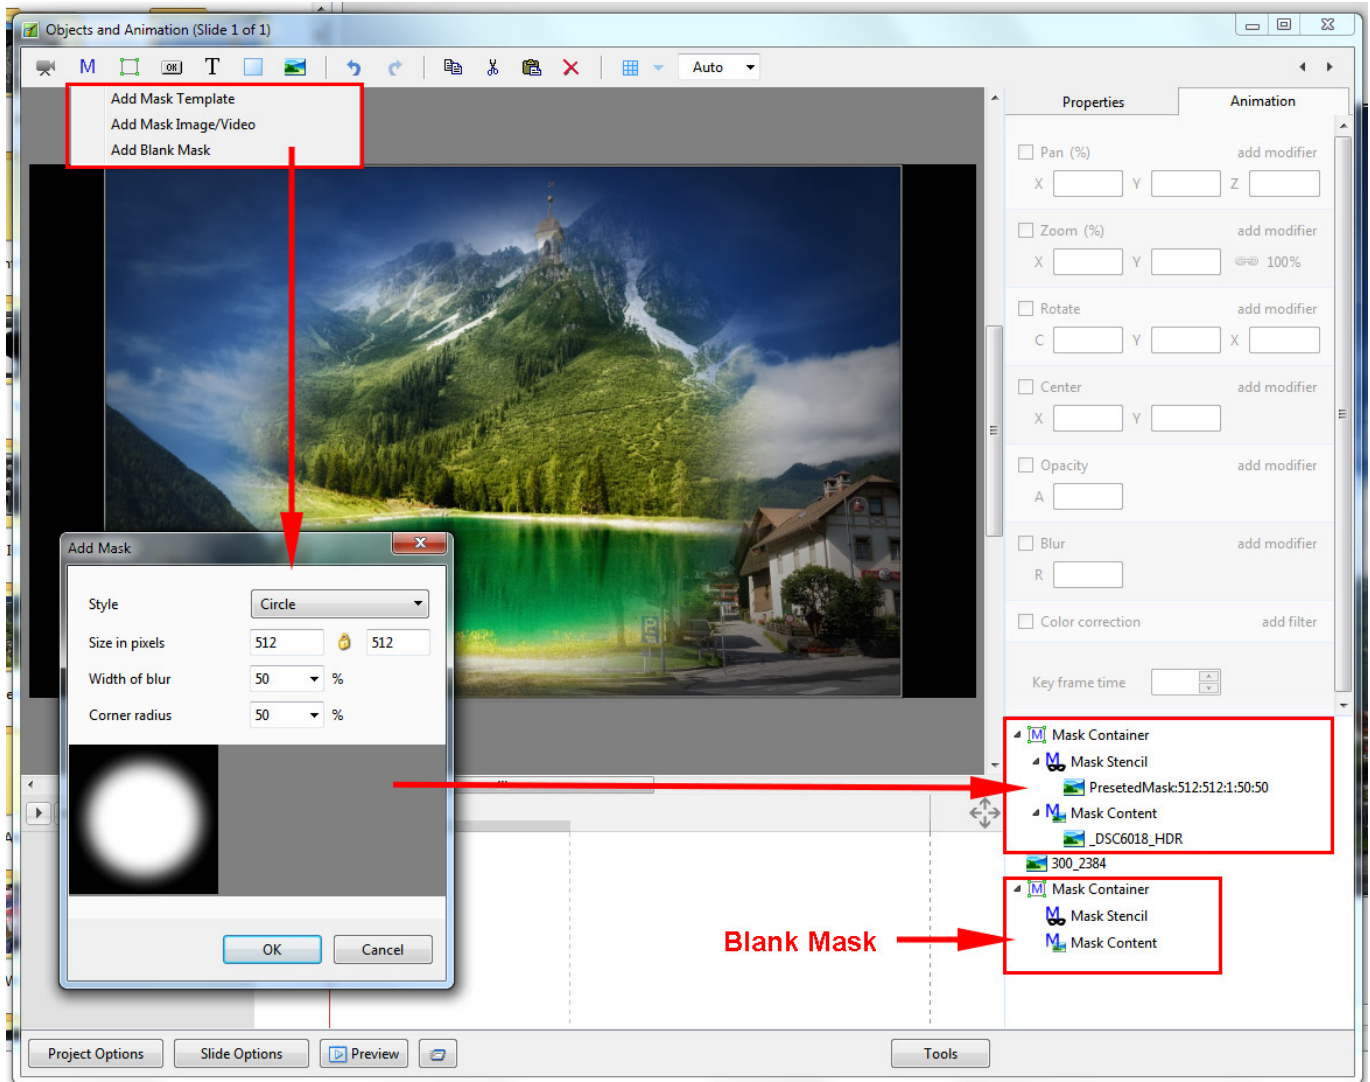 Objects and Animation (Slide 1 of 1)
M OK T Auto
Add Mask Template
Add Mask Image/Video
Add Blank Mask
Properties Animation
Pan (%) add modifier
X Y Z
Zoom (%) add modifier
X Y 100%
Rotate add modifier
C Y X
Center add modifier
X Y
Opacity add modifier
A
Blur add modifier
R
Color correction add filter
Key frame time
Add Mask
Style Circle
Size in pixels 512 512
Width of blur 50 %
Corner radius 50 %
OK Cancel
Mask Container
Mask Stencil
PresetedMask:512:512:1:50:50
Mask Content
_DSC6018_HDR
300_2384
Mask Container
Mask Stencil
Mask Content
Blank Mask
Project Options Slide Options Preview Tools